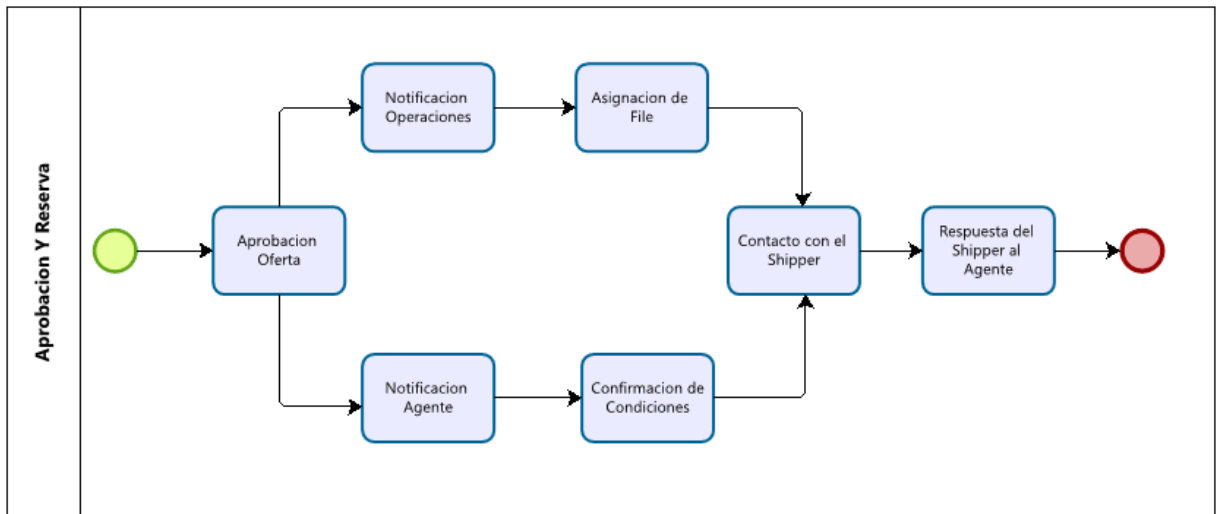 Aprobacion Y Reserva
Aprobacion
Oferta
Notificacion
Operaciones
Asignacion de
File
Notificacion
Agente
Confirmacion de
Condiciones
Contacto con el
Shipper
Respuesta del
Shipper al
Agente